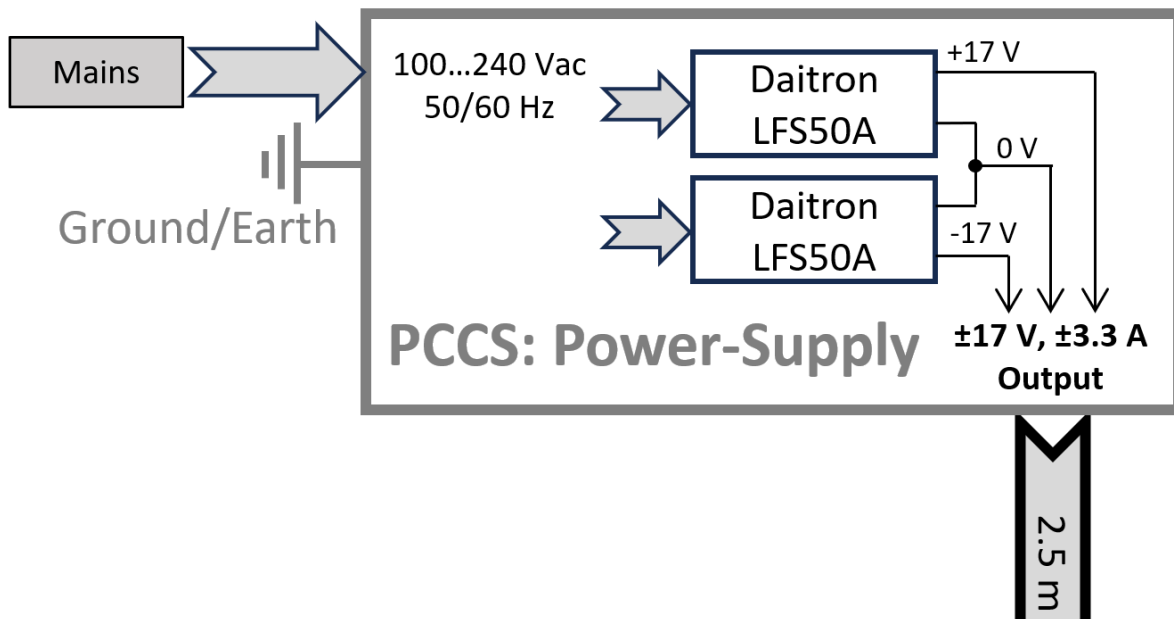 Mains
100...240 Vac
50/60 Hz
Daitron
LFS50A
+17 V
0 V
Ground/Earth
Daitron
LFS50A
-17 V
PCCS: Power-Supply
±17 V, ±3.3 A
Output
2.5 m